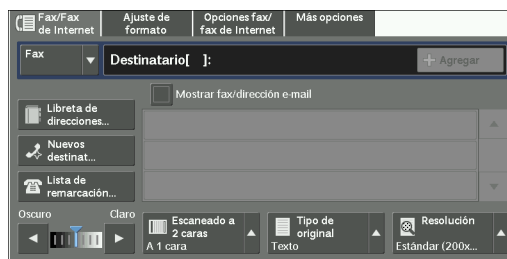 Fax/Fax
de Internet
Ajuste de
formato
Opciones fax/
fax de Internet
Más opciones
Fax
Destinatario[ ]:
+ Agregar
Mostrar fax/dirección e-mail
Libreta de
direcciones...
Nuevos
destinat...
Lista de
remarcación...
Oscuro
Claro
Escaneado a
2 caras
A 1 cara
Tipo de
original
Texto
Resolución
Estándar (200x...